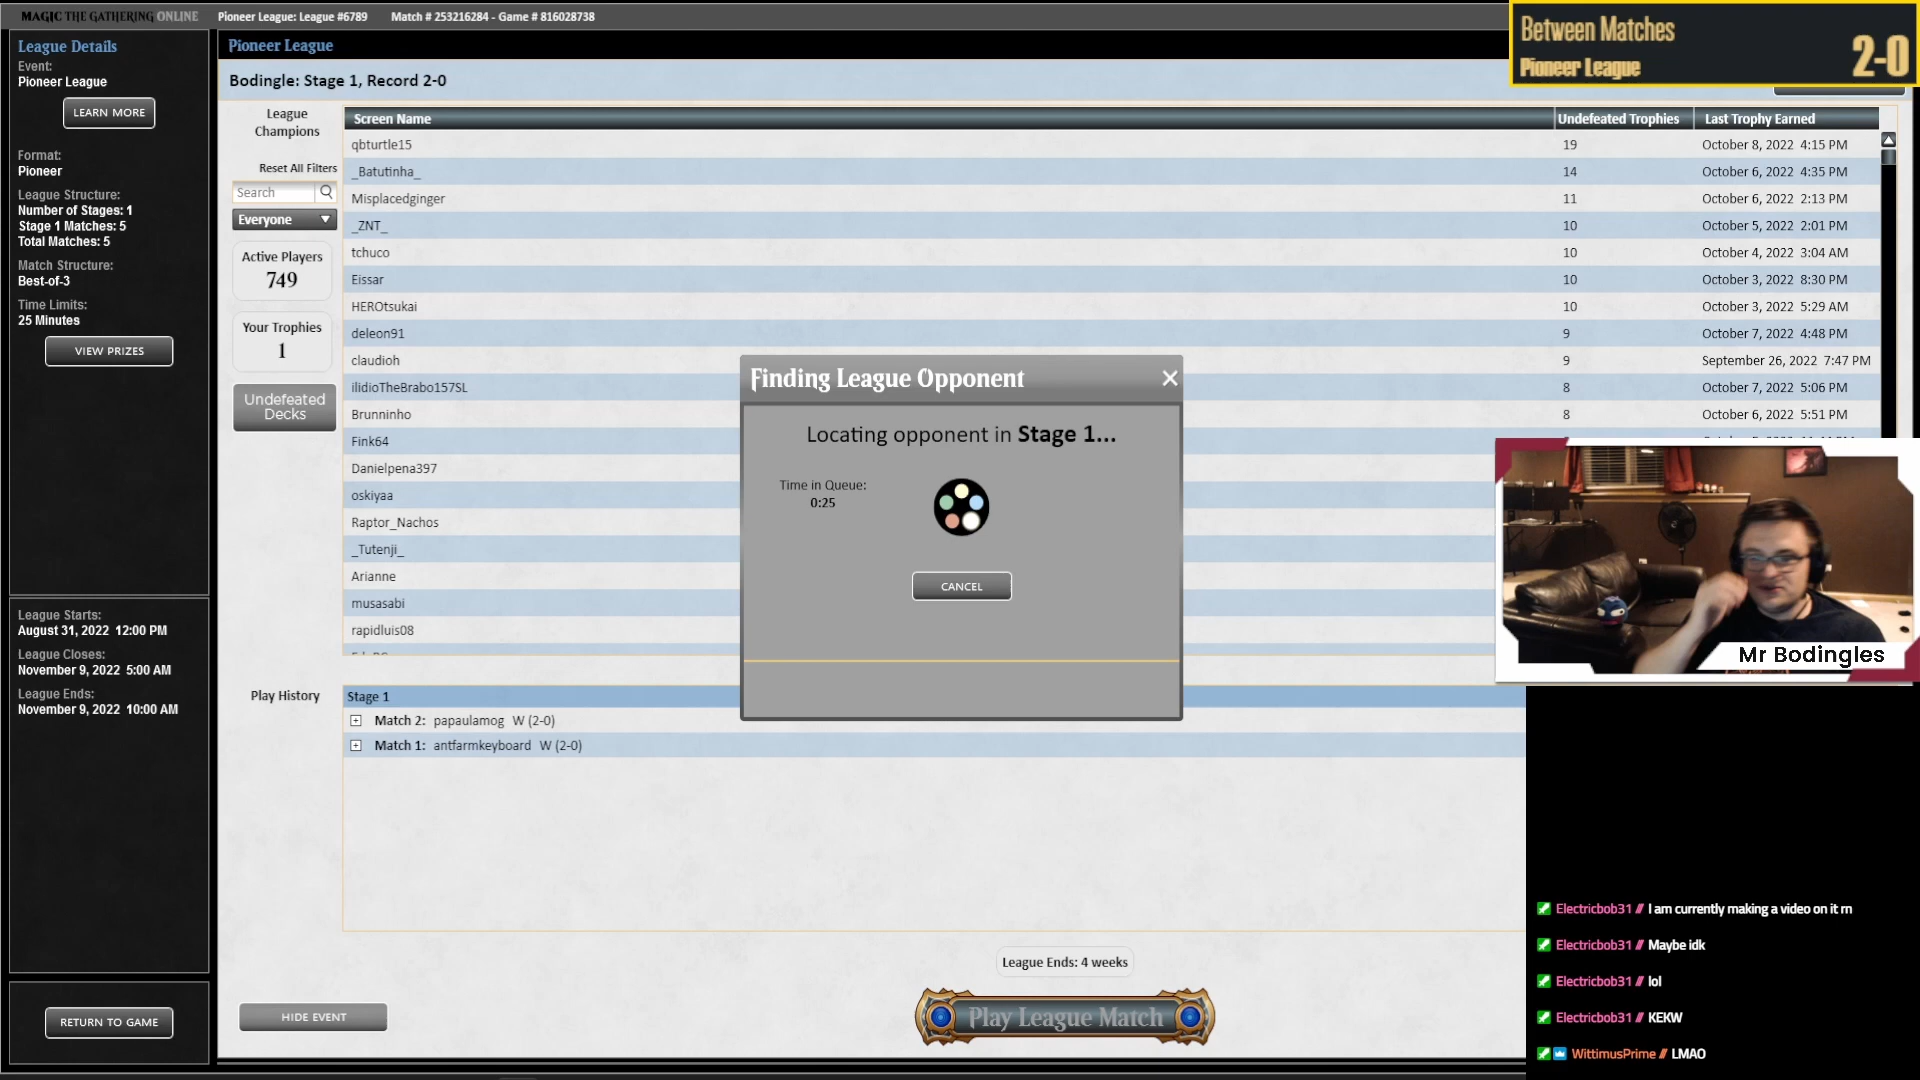 MAGIC THE GATHERING ONLINE
Pioneer League: League #6789
Match # 253216284 - Game # 816028738
Between Matches
Pioneer League
2-0
League Details
Event:
Pioneer League
LEARN MORE
Format:
Pioneer
League Structure:
Number of Stages: 1
Stage 1 Matches: 5
Total Matches: 5
Match Structure:
Best-of-3
Time Limits:
25 Minutes
VIEW PRIZES
League Starts:
August 31, 2022 12:00 PM
League Closes:
November 9, 2022 5:00 AM
League Ends:
November 9, 2022 10:00 AM
RETURN TO GAME
Pioneer League
Bodingle: Stage 1, Record 2-0
League
Champions
Reset All Filters
Search
Everyone
Active Players
749
Your Trophies
1
Undefeated
Decks
Screen Name Undefeated Trophies Last Trophy Earned
qbturtle15 19 October 8, 2022 4:15 PM
_Batutinha_ 14 October 6, 2022 4:35 PM
Misplacedginger 11 October 6, 2022 2:13 PM
_ZNT_ 10 October 5, 2022 2:01 PM
tchuco 10 October 4, 2022 3:04 AM
Eissar 10 October 3, 2022 8:30 PM
HEROtsukai 10 October 3, 2022 5:29 AM
deleon91 9 October 7, 2022 4:48 PM
claudioh 9 September 26, 2022 7:47 PM
ilidioTheBrabo157SL 8 October 7, 2022 5:06 PM
Brunninho 8 October 6, 2022 5:51 PM
Fink64
Danielpena397
oskiyaa
Raptor_Nachos
_Tutenji_
Arianne
musasabi
rapidluis08
Finding League Opponent
Locating opponent in Stage 1...
Time in Queue:
0:25
CANCEL
Mr Bodingles
Play History
Stage 1
Match 2: papaulamog W (2-0)
Match 1: antfarmkeyboard W (2-0)
League Ends: 4 weeks
HIDE EVENT
Play League Match
Electricbob31 // I am currently making a video on it rn
Electricbob31 // Maybe idk
Electricbob31 // lol
Electricbob31 // KEKW
WittimusPrime // LMAO